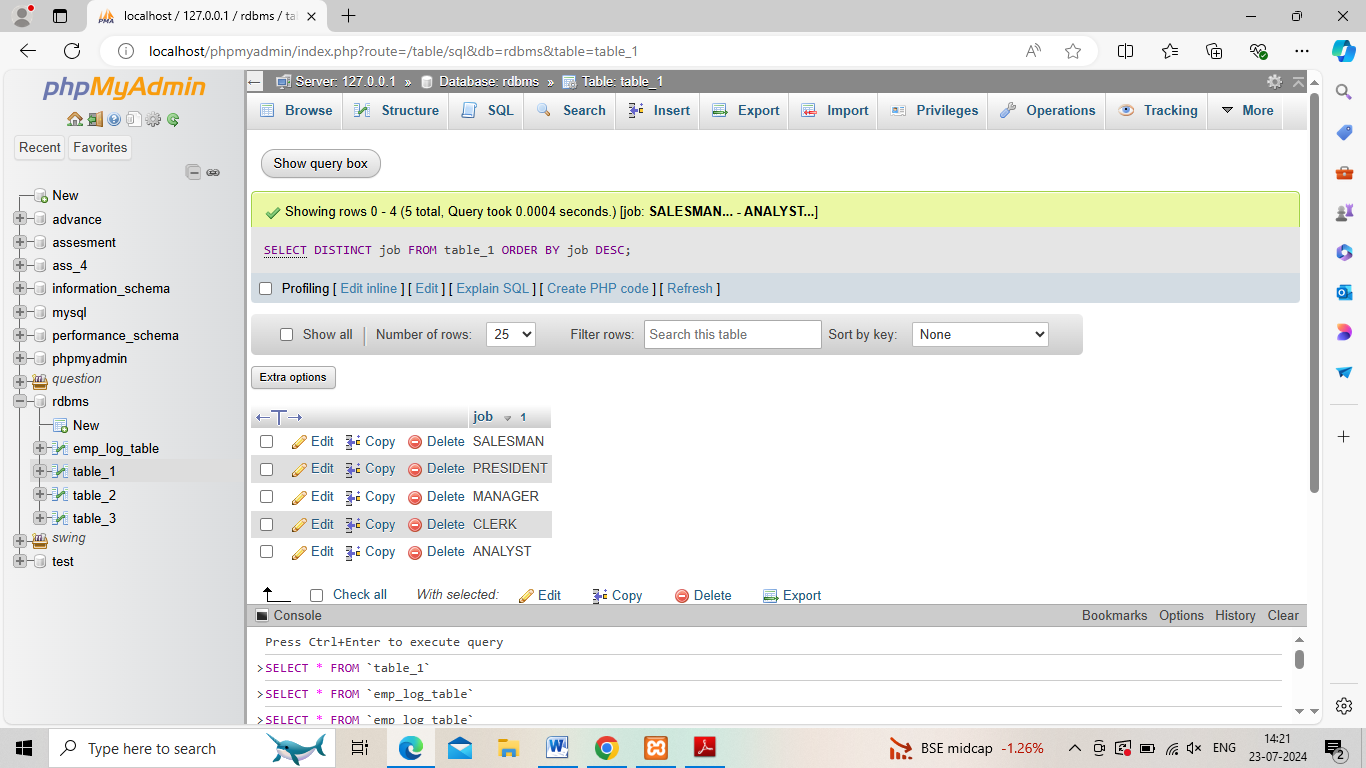 localhost / 127.0.0.1 / rdbms / ta
localhost/phpmyadmin/index.php?route=/table/sql&db=rdbms&table=table_1
phpMyAdmin
Recent Favorites
New
advance
assesment
ass_4
information_schema
mysql
performance_schema
phpmyadmin
question
rdbms
New
emp_log_table
table_1
table_2
table_3
swing
test
Server: 127.0.0.1 » Database: rdbms » Table: table_1
Browse Structure SQL Search Insert Export Import Privileges Operations Tracking More
Show query box
Showing rows 0 - 4 (5 total, Query took 0.0004 seconds.) [job: SALESMAN... - ANALYST...]
SELECT DISTINCT job FROM table_1 ORDER BY job DESC;
Profiling [ Edit inline ] [ Edit ] [ Explain SQL ] [ Create PHP code ] [ Refresh ]
Show all Number of rows: 25 Filter rows: Search this table Sort by key: None
Extra options
job 1
Edit Copy Delete SALESMAN
Edit Copy Delete PRESIDENT
Edit Copy Delete MANAGER
Edit Copy Delete CLERK
Edit Copy Delete ANALYST
Check all With selected: Edit Copy Delete Export
Console Bookmarks Options History Clear
Press Ctrl+Enter to execute query
>SELECT * FROM `table_1`
>SELECT * FROM `emp_log_table`
>SELECT * FROM `emp_log_table`
Type here to search
BSE midcap -1.26%
ENG
14:21
23-07-2024
2